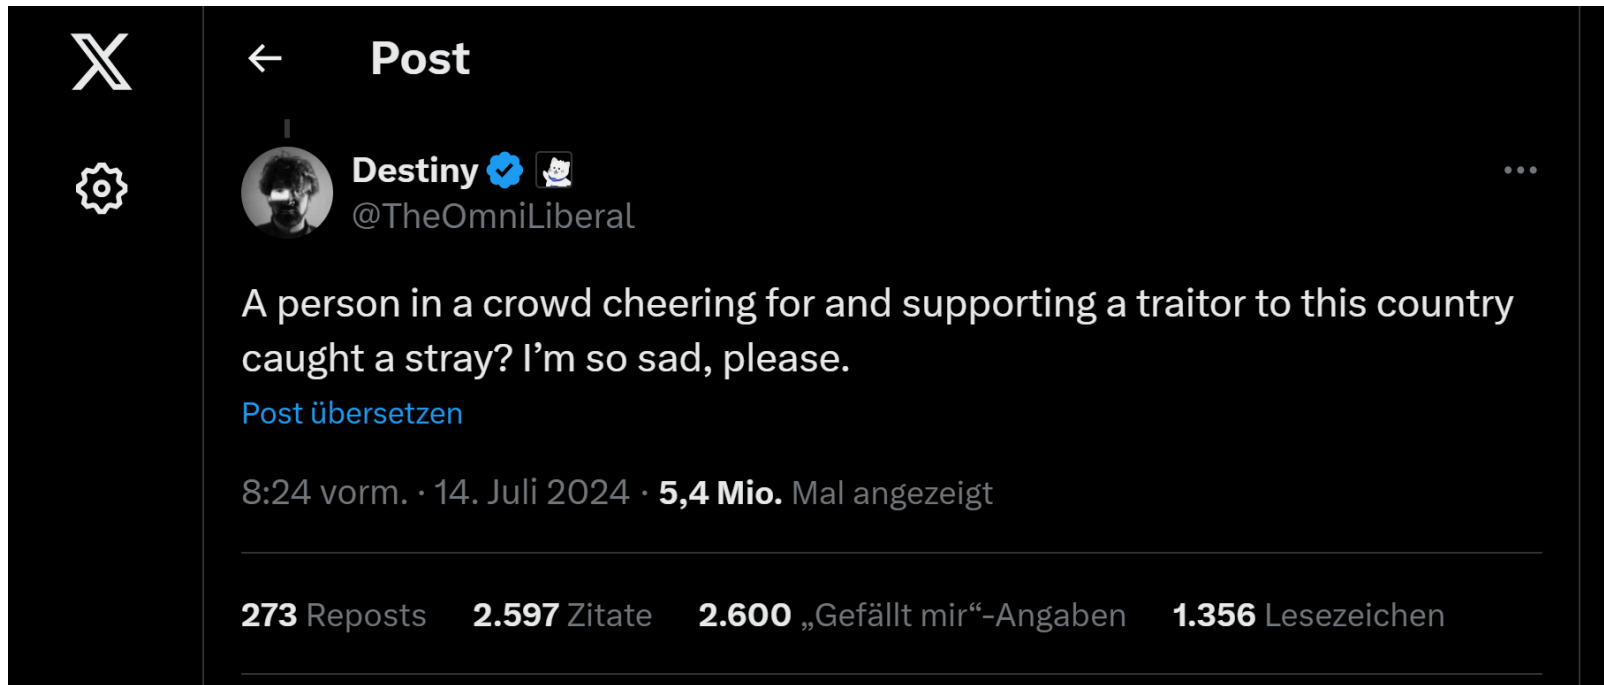 Post
Destiny
@TheOmniLiberal
A person in a crowd cheering for and supporting a traitor to this country
caught a stray? I’m so sad, please.
Post übersetzen
8:24 vorm. · 14. Juli 2024 · 5,4 Mio. Mal angezeigt
273 Reposts 2.597 Zitate 2.600 „Gefällt mir“-Angaben 1.356 Lesezeichen